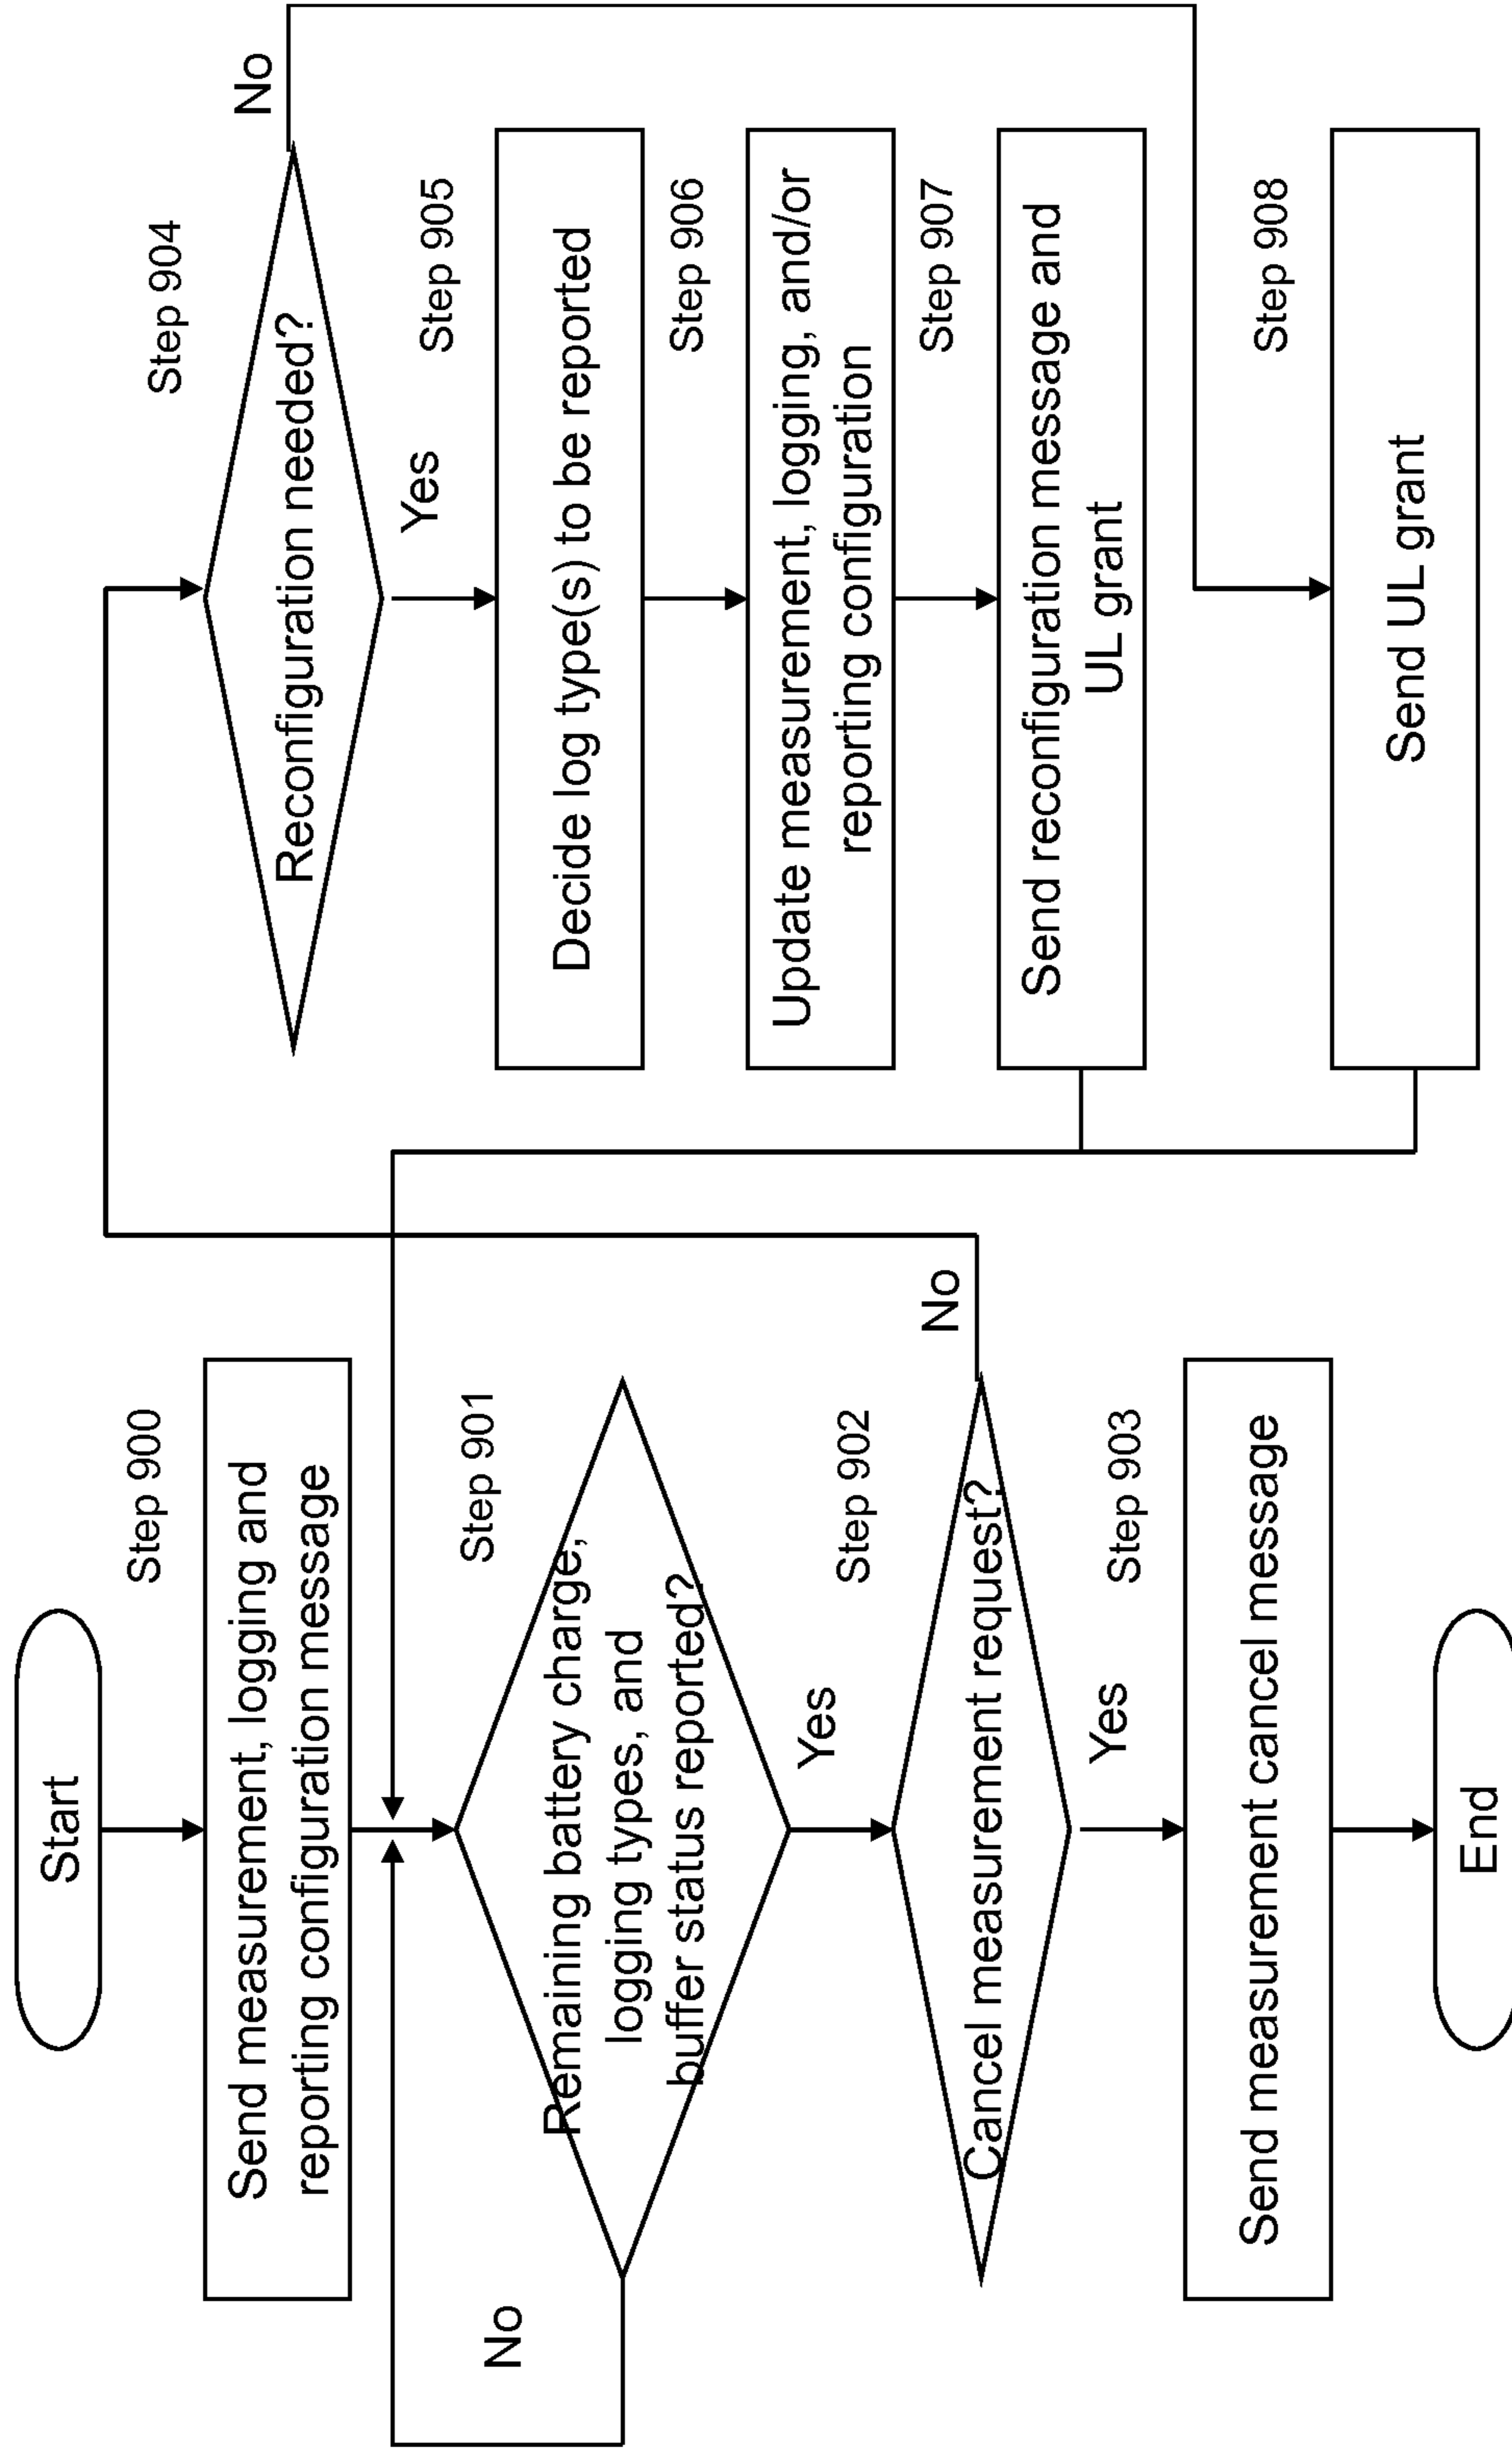 Start
Step 900
Send measurement, logging and
reporting configuration message
Step 901
Remaining battery charge,
logging types, and
buffer status reported?
No
Yes
Step 902
Cancel measurement request?
No
Yes
Step 903
Send measurement cancel message
End
Step 904
Reconfiguration needed?
No
Yes
Step 905
Decide log type(s) to be reported
Step 906
Update measurement, logging, and/or
reporting configuration
Step 907
Send reconfiguration message and
UL grant
Step 908
Send UL grant